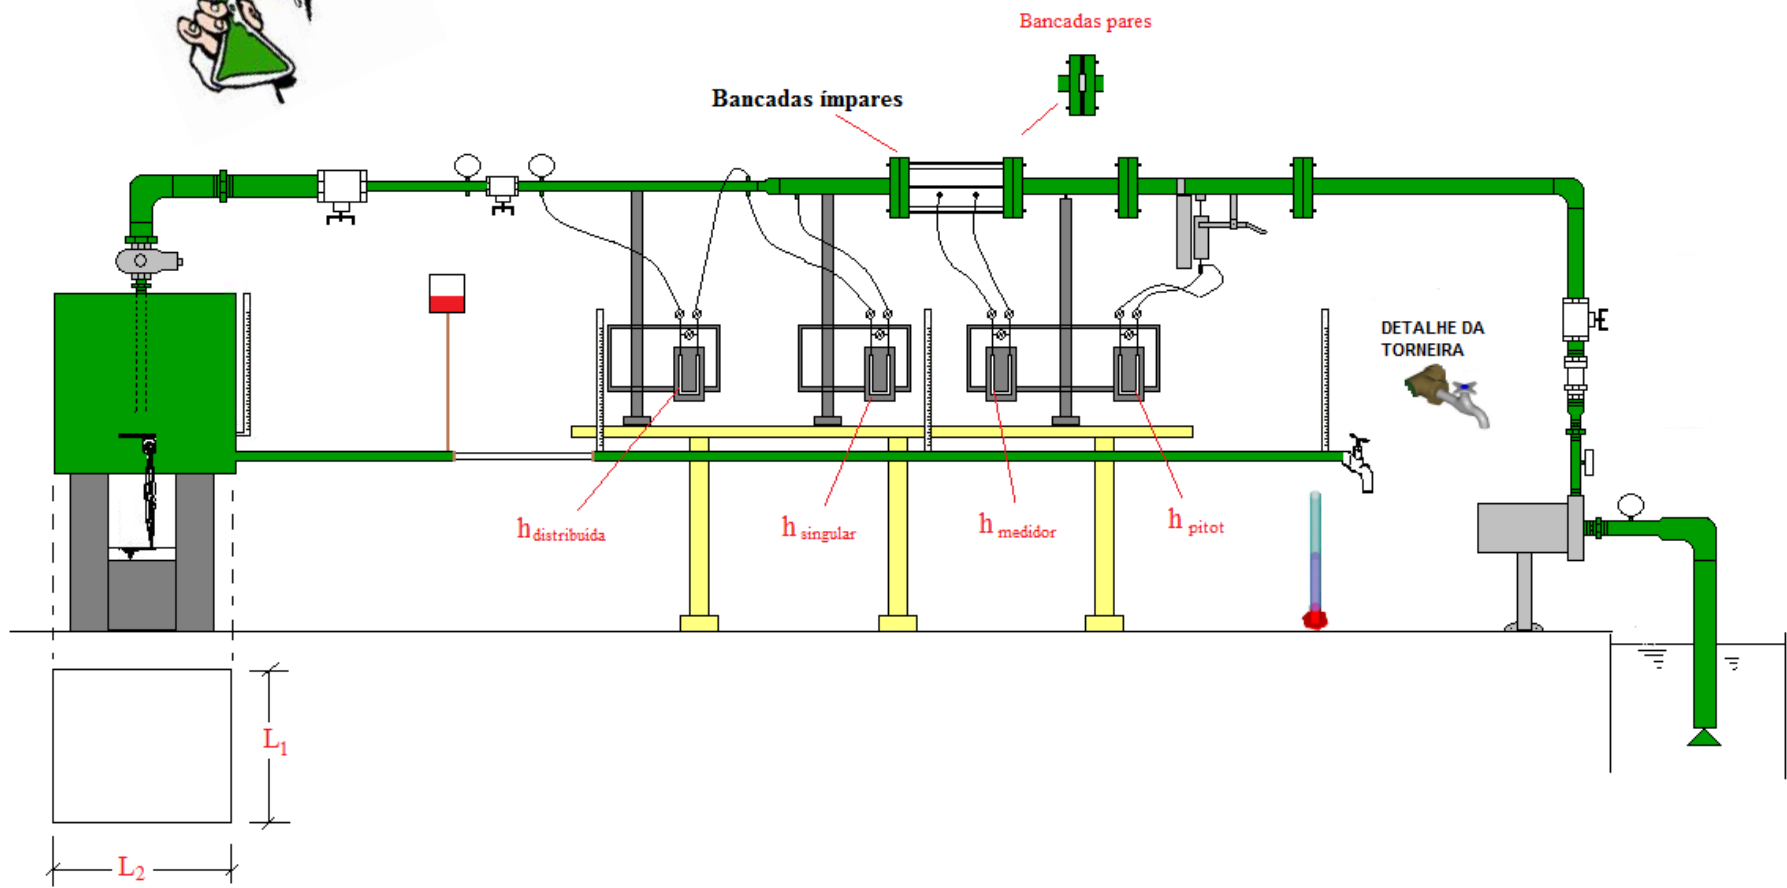 Bancadas pares
Bancadas ímpares
DETALHE DA
TORNEIRA
h distribuída
h singular
h medidor
h pitot
L1
L2